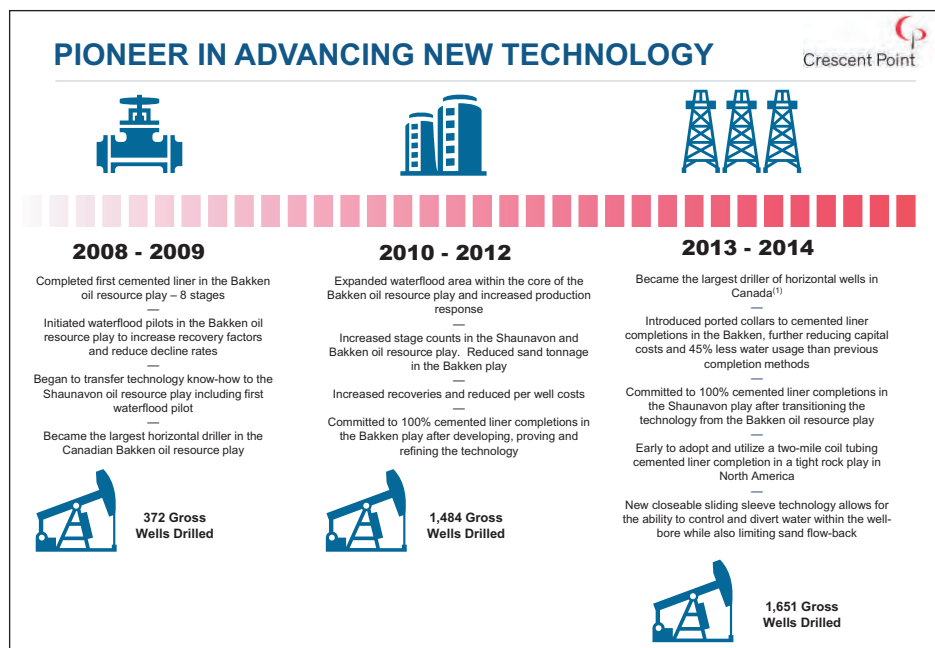 PIONEER IN ADVANCING NEW TECHNOLOGY
Crescent Point
2008 - 2009
Completed first cemented liner in the Bakken
oil resource play – 8 stages
—
Initiated waterflood pilots in the Bakken oil
resource play to increase recovery factors
and reduce decline rates
—
Began to transfer technology know-how to the
Shaunavon oil resource play including first
waterflood pilot
—
Became the largest horizontal driller in the
Canadian Bakken oil resource play
372 Gross
Wells Drilled
2010 - 2012
Expanded waterflood area within the core of the
Bakken oil resource play and increased production
response
—
Increased stage counts in the Shaunavon and
Bakken oil resource play. Reduced sand tonnage
in the Bakken play
—
Increased recoveries and reduced per well costs
—
Committed to 100% cemented liner completions in
the Bakken play after developing, proving and
refining the technology
1,484 Gross
Wells Drilled
2013 - 2014
Became the largest driller of horizontal wells in
Canada(1)
—
Introduced ported collars to cemented liner
completions in the Bakken, further reducing capital
costs and 45% less water usage than previous
completion methods
—
Committed to 100% cemented liner completions in
the Shaunavon play after transitioning the
technology from the Bakken oil resource play
—
Early to adopt and utilize a two-mile coil tubing
cemented liner completion in a tight rock play in
North America
—
New closeable sliding sleeve technology allows for
the ability to control and divert water within the well-
bore while also limiting sand flow-back
1,651 Gross
Wells Drilled